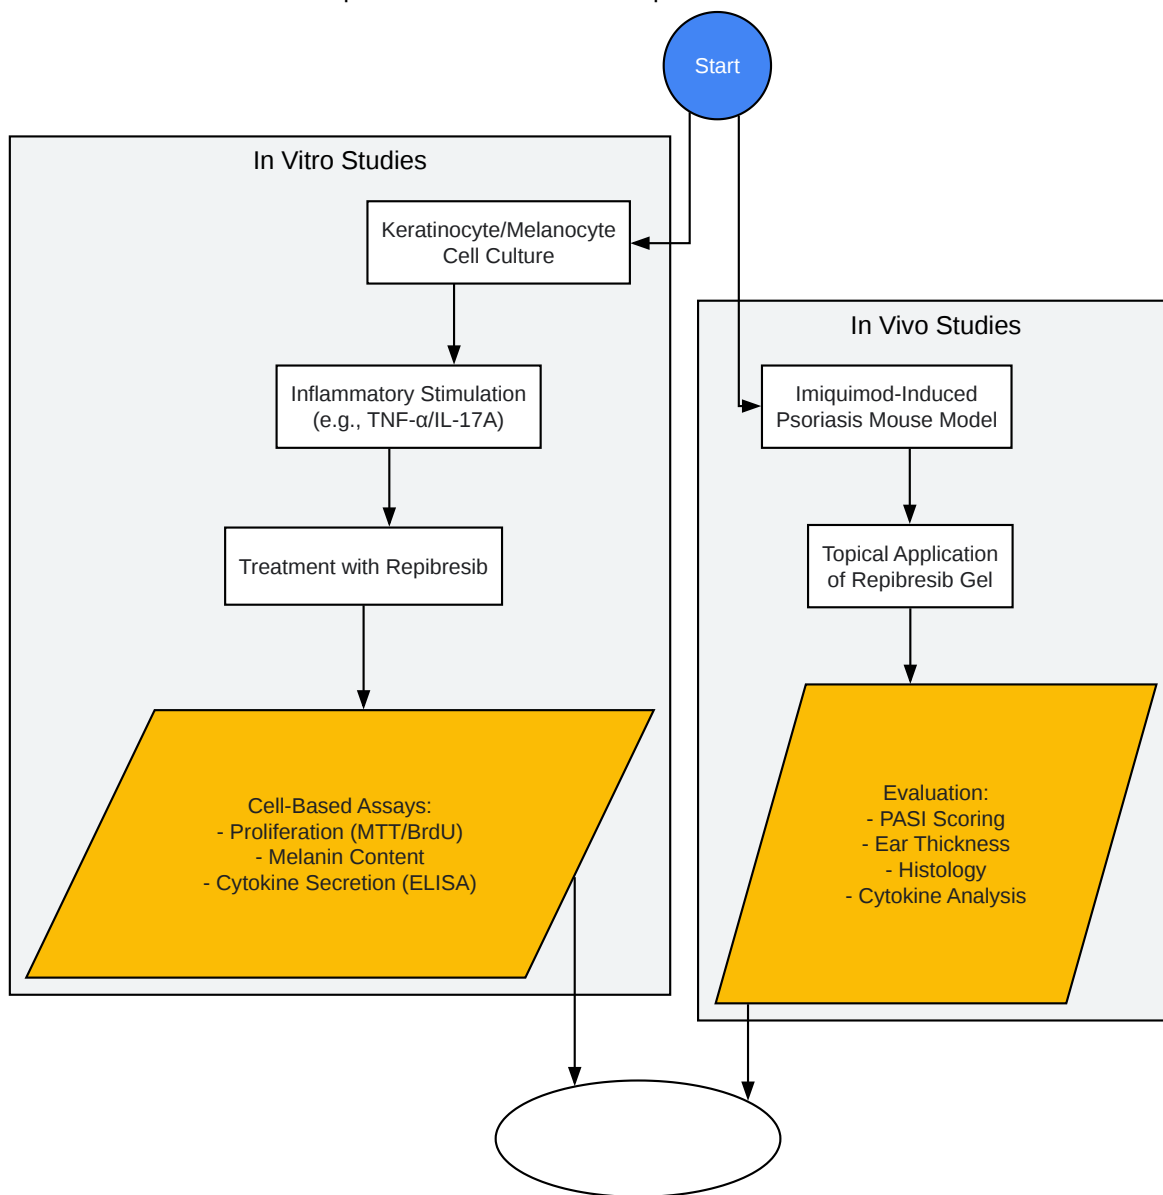 Start
In Vitro Studies
Keratinocyte/Melanocyte
Cell Culture
Inflammatory Stimulation
(e.g., TNF-α/IL-17A)
Treatment with Repibresib
Cell-Based Assays:
- Proliferation (MTT/BrdU)
- Melanin Content
- Cytokine Secretion (ELISA)
In Vivo Studies
Imiquimod-Induced
Psoriasis Mouse Model
Topical Application
of Repibresib Gel
Evaluation:
- PASI Scoring
- Ear Thickness
- Histology
- Cytokine Analysis